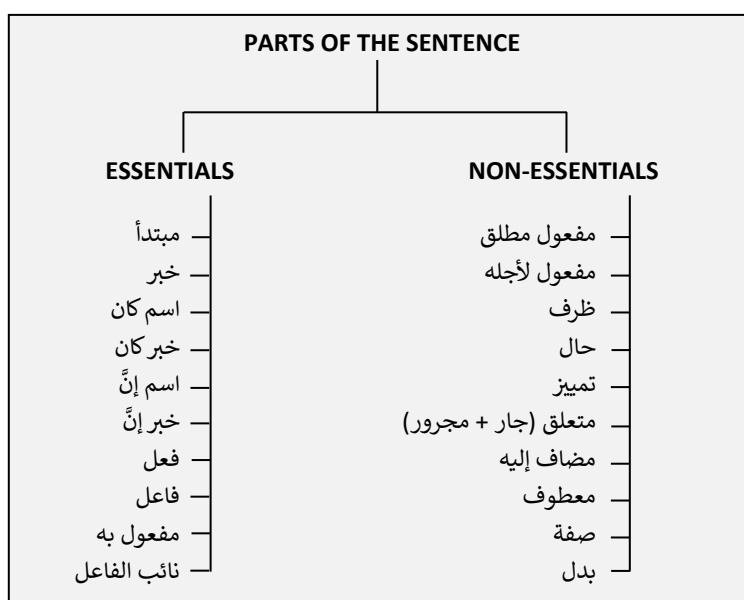 PARTS OF THE SENTENCE
ESSENTIALS
مبتدأ
خبر
اسم كان
خبر كان
اسم إنَّ
خبر إنَّ
فعل
فاعل
مفعول به
نائب الفاعل
NON-ESSENTIALS
مفعول مطلق
مفعول لأجله
ظرف
حال
تمييز
متعلق (جار + مجرور)
مضاف إليه
معطوف
صفة
بدل